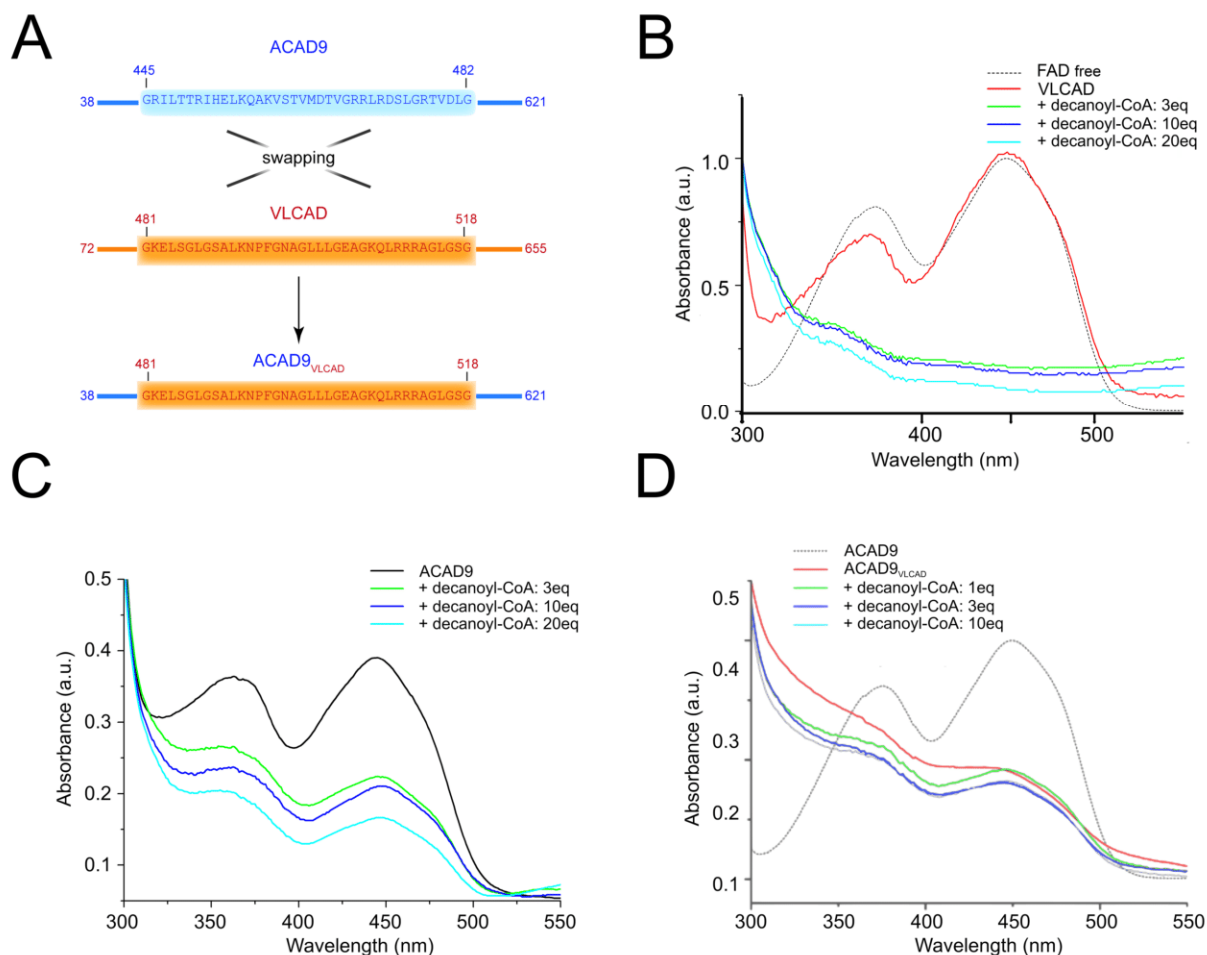 A
ACAD9
445 482
38 GRILTTRIHELKQAKVSTVMDTVGRRLRDSLGRTVDLG 621
swapping
VLCAD
481 518
72 GKELSGLGSALKNPFGNAGLLLGEAGKQLRRRAGLGSG 655
ACAD9VLCAD
481 518
38 GKELSGLGSALKNPFGNAGLLLGEAGKQLRRRAGLGSG 621
B
FAD free
VLCAD
+ decanoyl-CoA: 3eq
+ decanoyl-CoA: 10eq
+ decanoyl-CoA: 20eq
Absorbance (a.u.)
1.0
0.5
0.0
300 400 500
Wavelength (nm)
C
ACAD9
+ decanoyl-CoA: 3eq
+ decanoyl-CoA: 10eq
+ decanoyl-CoA: 20eq
Absorbance (a.u.)
0.5
0.4
0.3
0.2
0.1
300 350 400 450 500 550
Wavelength (nm)
D
ACAD9
ACAD9VLCAD
+ decanoyl-CoA: 1eq
+ decanoyl-CoA: 3eq
+ decanoyl-CoA: 10eq
Absorbance (a.u.)
0.5
0.4
0.3
0.2
0.1
300 350 400 450 500 550
Wavelength (nm)